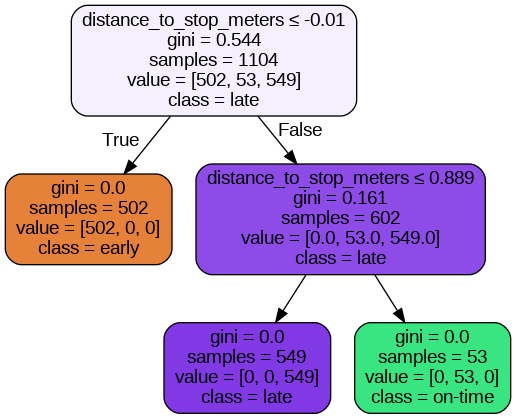 distance_to_stop_meters ≤ -0.01
gini = 0.544
samples = 1104
value = [502, 53, 549]
class = late
True
False
gini = 0.0
samples = 502
value = [502, 0, 0]
class = early
distance_to_stop_meters ≤ 0.889
gini = 0.161
samples = 602
value = [0.0, 53.0, 549.0]
class = late
gini = 0.0
samples = 549
value = [0, 0, 549]
class = late
gini = 0.0
samples = 53
value = [0, 53, 0]
class = on-time